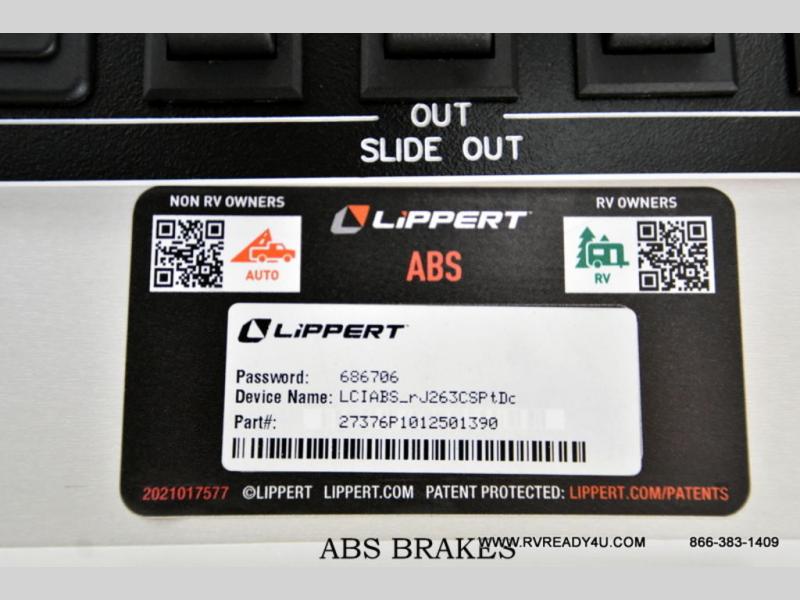 OUT
SLIDE OUT
NON RV OWNERS
RV OWNERS
LiPPERT
AUTO
ABS
RV
LiPPERT
Password: 686706
Device Name: LCIABS_rJ263CSPtDc
Part#: 27376P1012501390
2021017577 ©LIPPERT LIPPERT.COM PATENT PROTECTED: LIPPERT.COM/PATENTS
ABS BRAKES
WWW.RVREADY4U.COM 866-383-1409